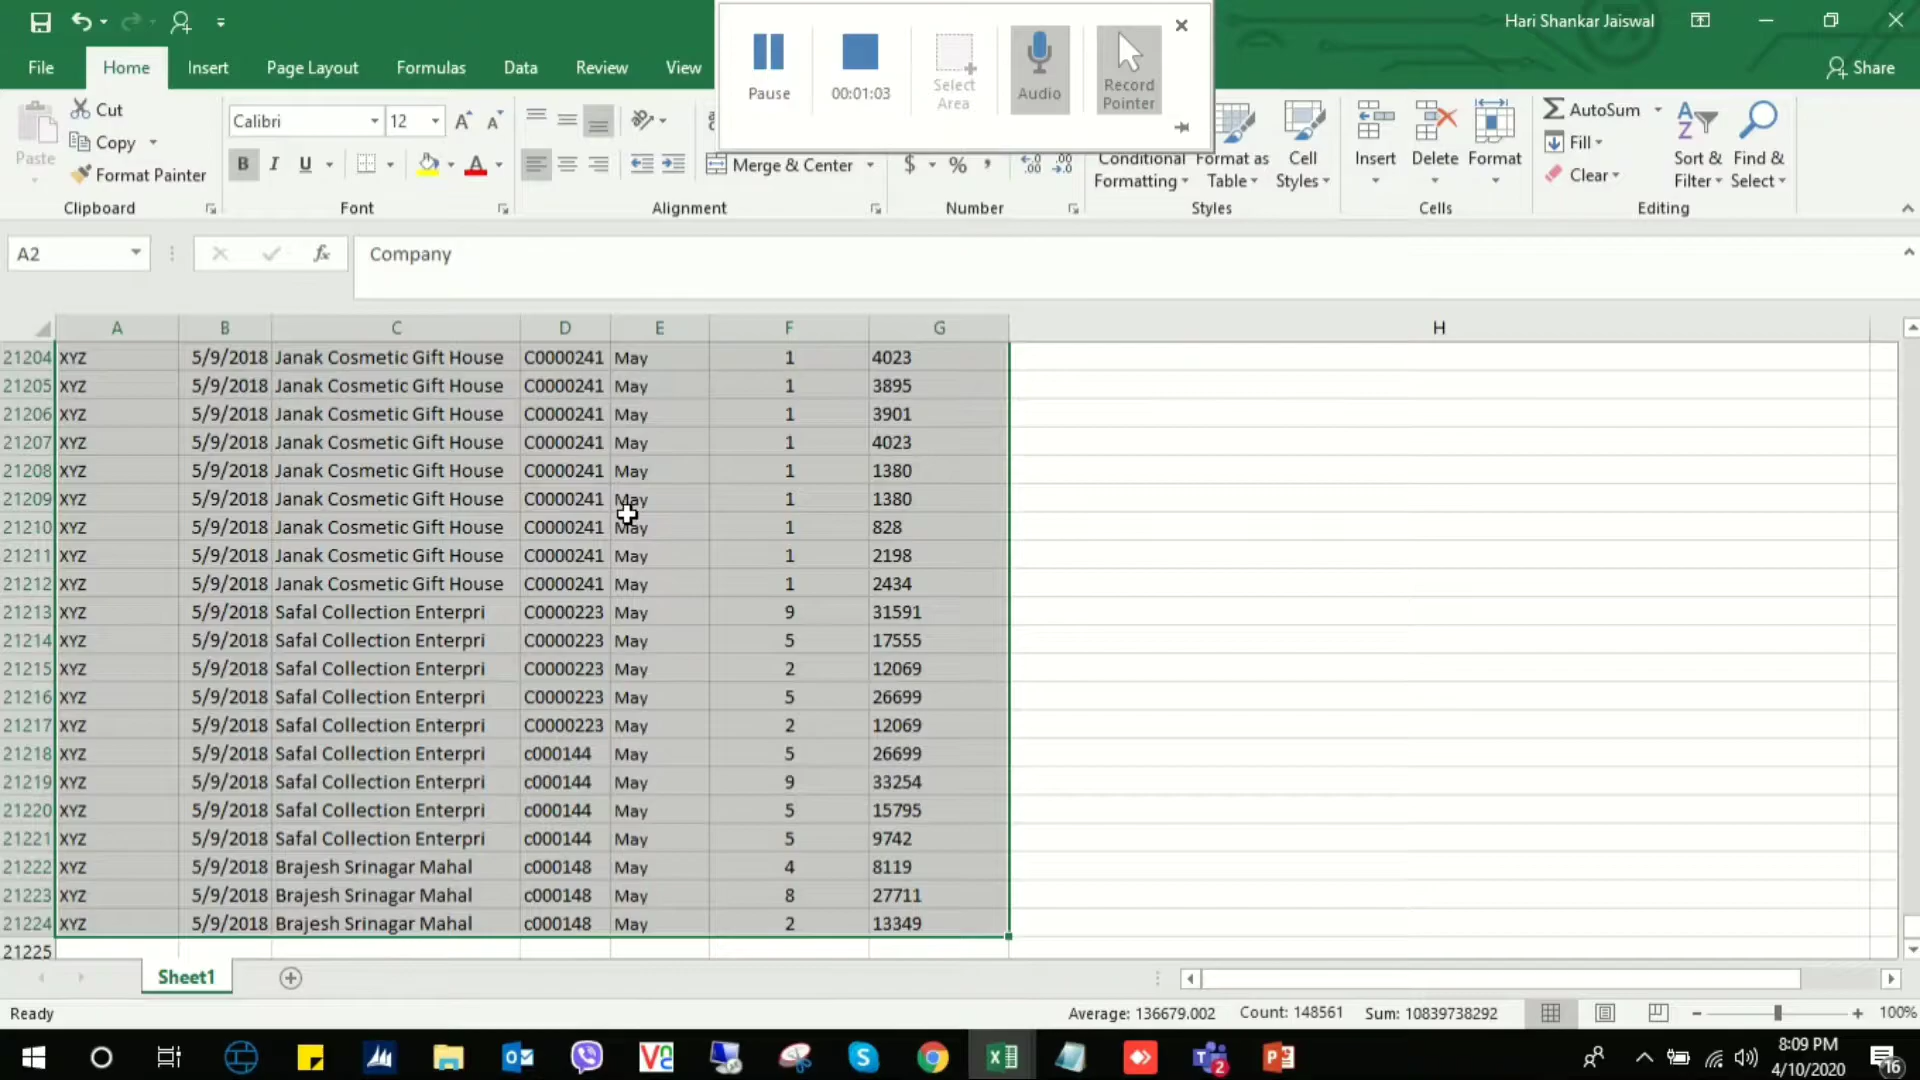 Hari Shankar Jaiswal
File Home Insert Page Layout Formulas Data Review View Share
Pause 00:01:03 Select Area Audio Record Pointer
Paste Cut Copy Format Painter
Calibri 12
B I U
Merge & Center $ % ,
Conditional Formatting Format as Table Cell Styles
Insert Delete Format
AutoSum Fill Clear
Sort & Filter Find & Select
Clipboard Font Alignment Number Styles Cells Editing
A2 fx Company
A B C D E F G H
21204 XYZ 5/9/2018 Janak Cosmetic Gift House C0000241 May 1 4023
21205 XYZ 5/9/2018 Janak Cosmetic Gift House C0000241 May 1 3895
21206 XYZ 5/9/2018 Janak Cosmetic Gift House C0000241 May 1 3901
21207 XYZ 5/9/2018 Janak Cosmetic Gift House C0000241 May 1 4023
21208 XYZ 5/9/2018 Janak Cosmetic Gift House C0000241 May 1 1380
21209 XYZ 5/9/2018 Janak Cosmetic Gift House C0000241 May 1 1380
21210 XYZ 5/9/2018 Janak Cosmetic Gift House C0000241 May 1 828
21211 XYZ 5/9/2018 Janak Cosmetic Gift House C0000241 May 1 2198
21212 XYZ 5/9/2018 Janak Cosmetic Gift House C0000241 May 1 2434
21213 XYZ 5/9/2018 Safal Collection Enterpri C0000223 May 9 31591
21214 XYZ 5/9/2018 Safal Collection Enterpri C0000223 May 5 17555
21215 XYZ 5/9/2018 Safal Collection Enterpri C0000223 May 2 12069
21216 XYZ 5/9/2018 Safal Collection Enterpri C0000223 May 5 26699
21217 XYZ 5/9/2018 Safal Collection Enterpri C0000223 May 2 12069
21218 XYZ 5/9/2018 Safal Collection Enterpri c000144 May 5 26699
21219 XYZ 5/9/2018 Safal Collection Enterpri c000144 May 9 33254
21220 XYZ 5/9/2018 Safal Collection Enterpri c000144 May 5 15795
21221 XYZ 5/9/2018 Safal Collection Enterpri c000144 May 5 9742
21222 XYZ 5/9/2018 Brajesh Srinagar Mahal c000148 May 4 8119
21223 XYZ 5/9/2018 Brajesh Srinagar Mahal c000148 May 8 27711
21224 XYZ 5/9/2018 Brajesh Srinagar Mahal c000148 May 2 13349
21225
Sheet1
Ready Average: 136679.002 Count: 148561 Sum: 10839738292 100%
8:09 PM
4/10/2020
16